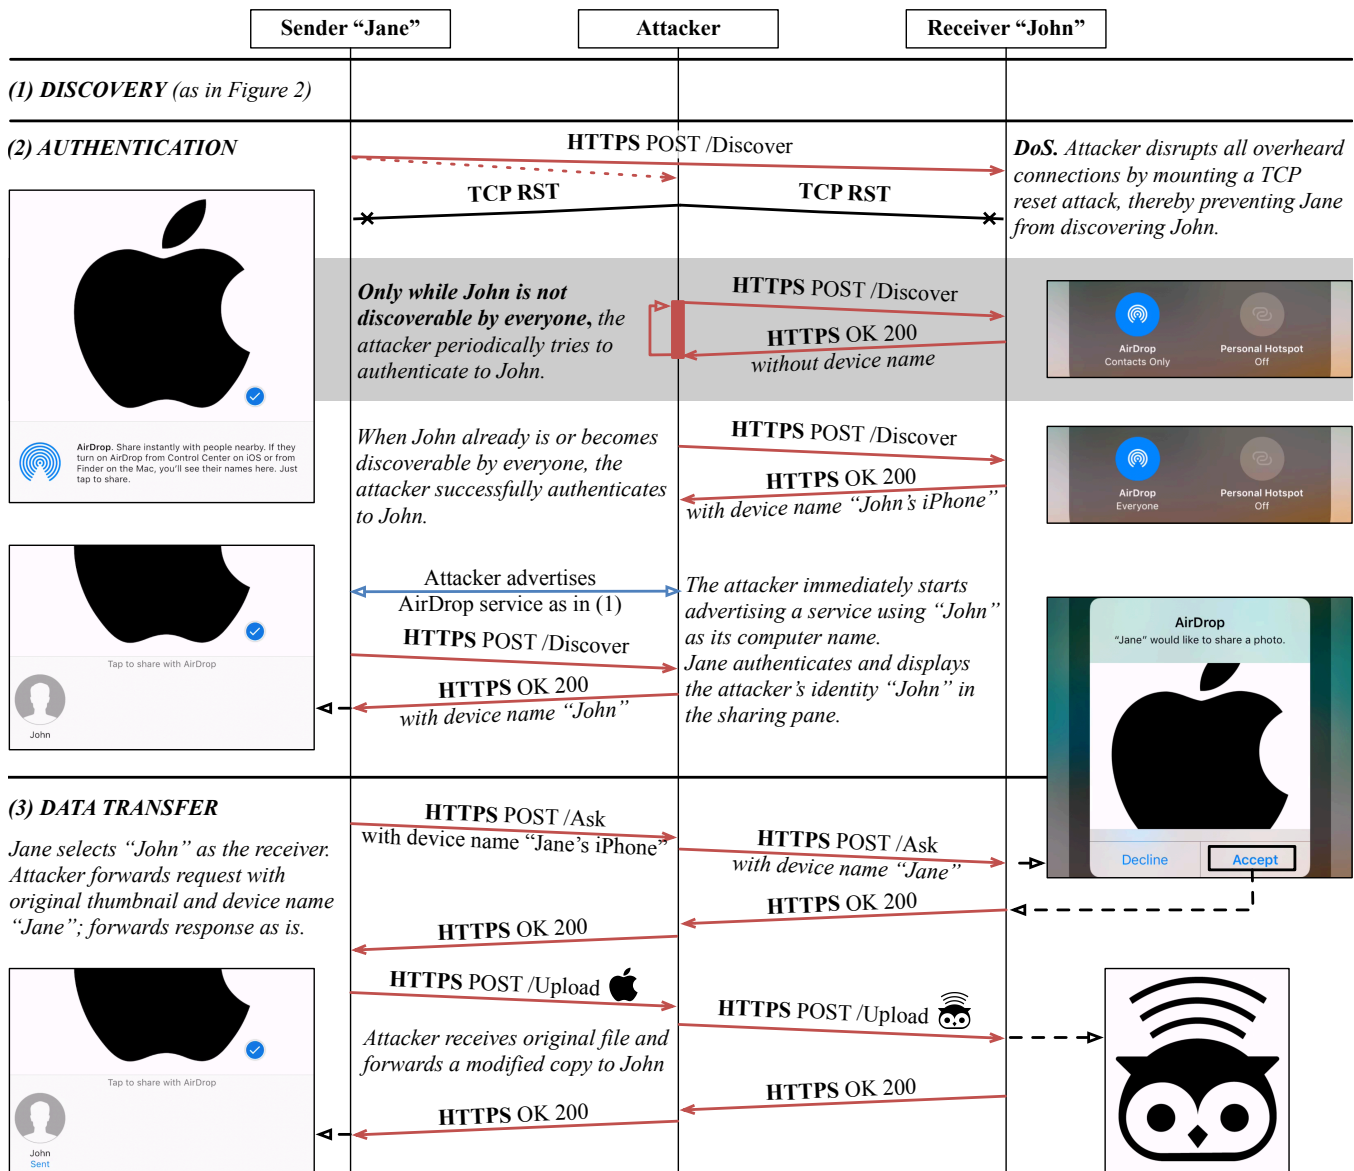 Sender “Jane”
Attacker
Receiver “John”
(1) DISCOVERY (as in Figure 2)
(2) AUTHENTICATION
HTTPS POST /Discover
TCP RST
TCP RST
DoS. Attacker disrupts all overheard
connections by mounting a TCP
reset attack, thereby preventing Jane
from discovering John.
Only while John is not
discoverable by everyone, the
attacker periodically tries to
authenticate to John.
HTTPS POST /Discover
HTTPS OK 200
without device name
AirDrop
Contacts Only
Personal Hotspot
Off
AirDrop. Share instantly with people nearby. If they
turn on AirDrop from Control Center on iOS or from
Finder on the Mac, you’ll see their names here. Just
tap to share.
When John already is or becomes
discoverable by everyone, the
attacker successfully authenticates
to John.
HTTPS POST /Discover
HTTPS OK 200
with device name “John’s iPhone”
AirDrop
Everyone
Personal Hotspot
Off
Tap to share with AirDrop
John
Attacker advertises
AirDrop service as in (1)
HTTPS POST /Discover
HTTPS OK 200
with device name “John”
The attacker immediately starts
advertising a service using “John”
as its computer name.
Jane authenticates and displays
the attacker’s identity “John” in
the sharing pane.
AirDrop
“Jane” would like to share a photo.
Decline
Accept
(3) DATA TRANSFER
Jane selects “John” as the receiver.
Attacker forwards request with
original thumbnail and device name
“Jane”; forwards response as is.
HTTPS POST /Ask
with device name “Jane’s iPhone”
HTTPS POST /Ask
with device name “Jane”
HTTPS OK 200
HTTPS OK 200
HTTPS POST /Upload
HTTPS POST /Upload
Attacker receives original file and
forwards a modified copy to John
HTTPS OK 200
HTTPS OK 200
Tap to share with AirDrop
John
Sent